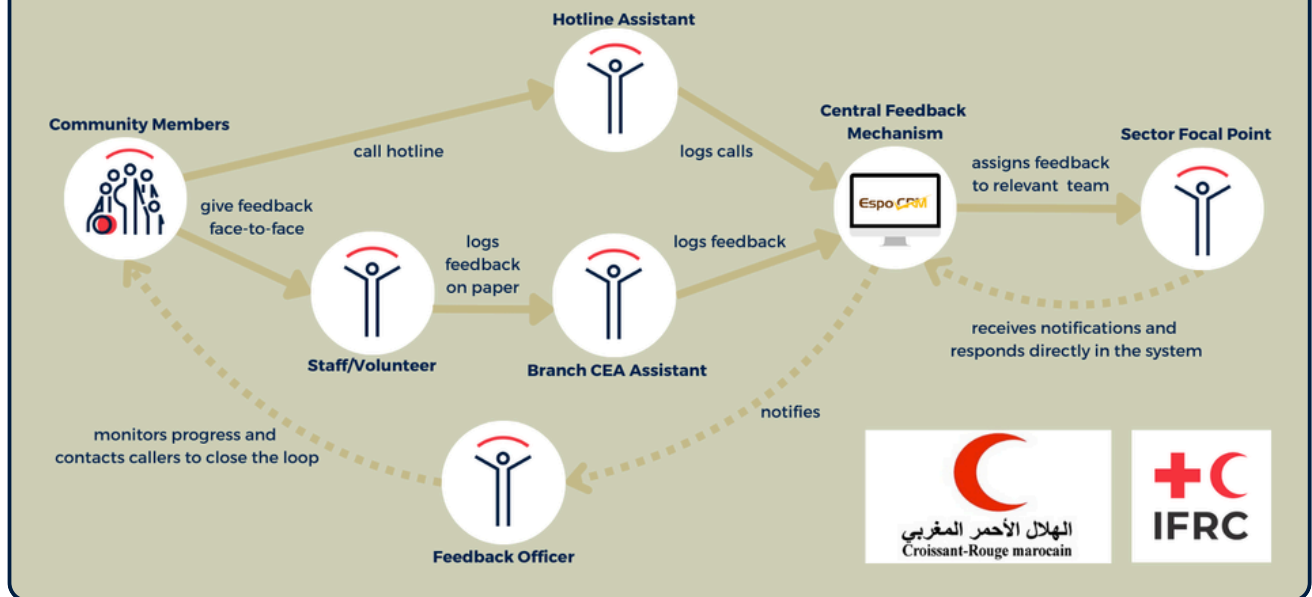 Hotline Assistant
Community Members
call hotline
logs calls
Central Feedback
Mechanism
Sector Focal Point
assigns feedback
to relevant team
EspoCRM
give feedback
face-to-face
logs
feedback
on paper
logs feedback
Staff/Volunteer
Branch CEA Assistant
receives notifications and
responds directly in the system
notifies
monitors progress and
contacts callers to close the loop
Feedback Officer
الهلال الأحمر المغربي
Croissant-Rouge marocain
IFRC